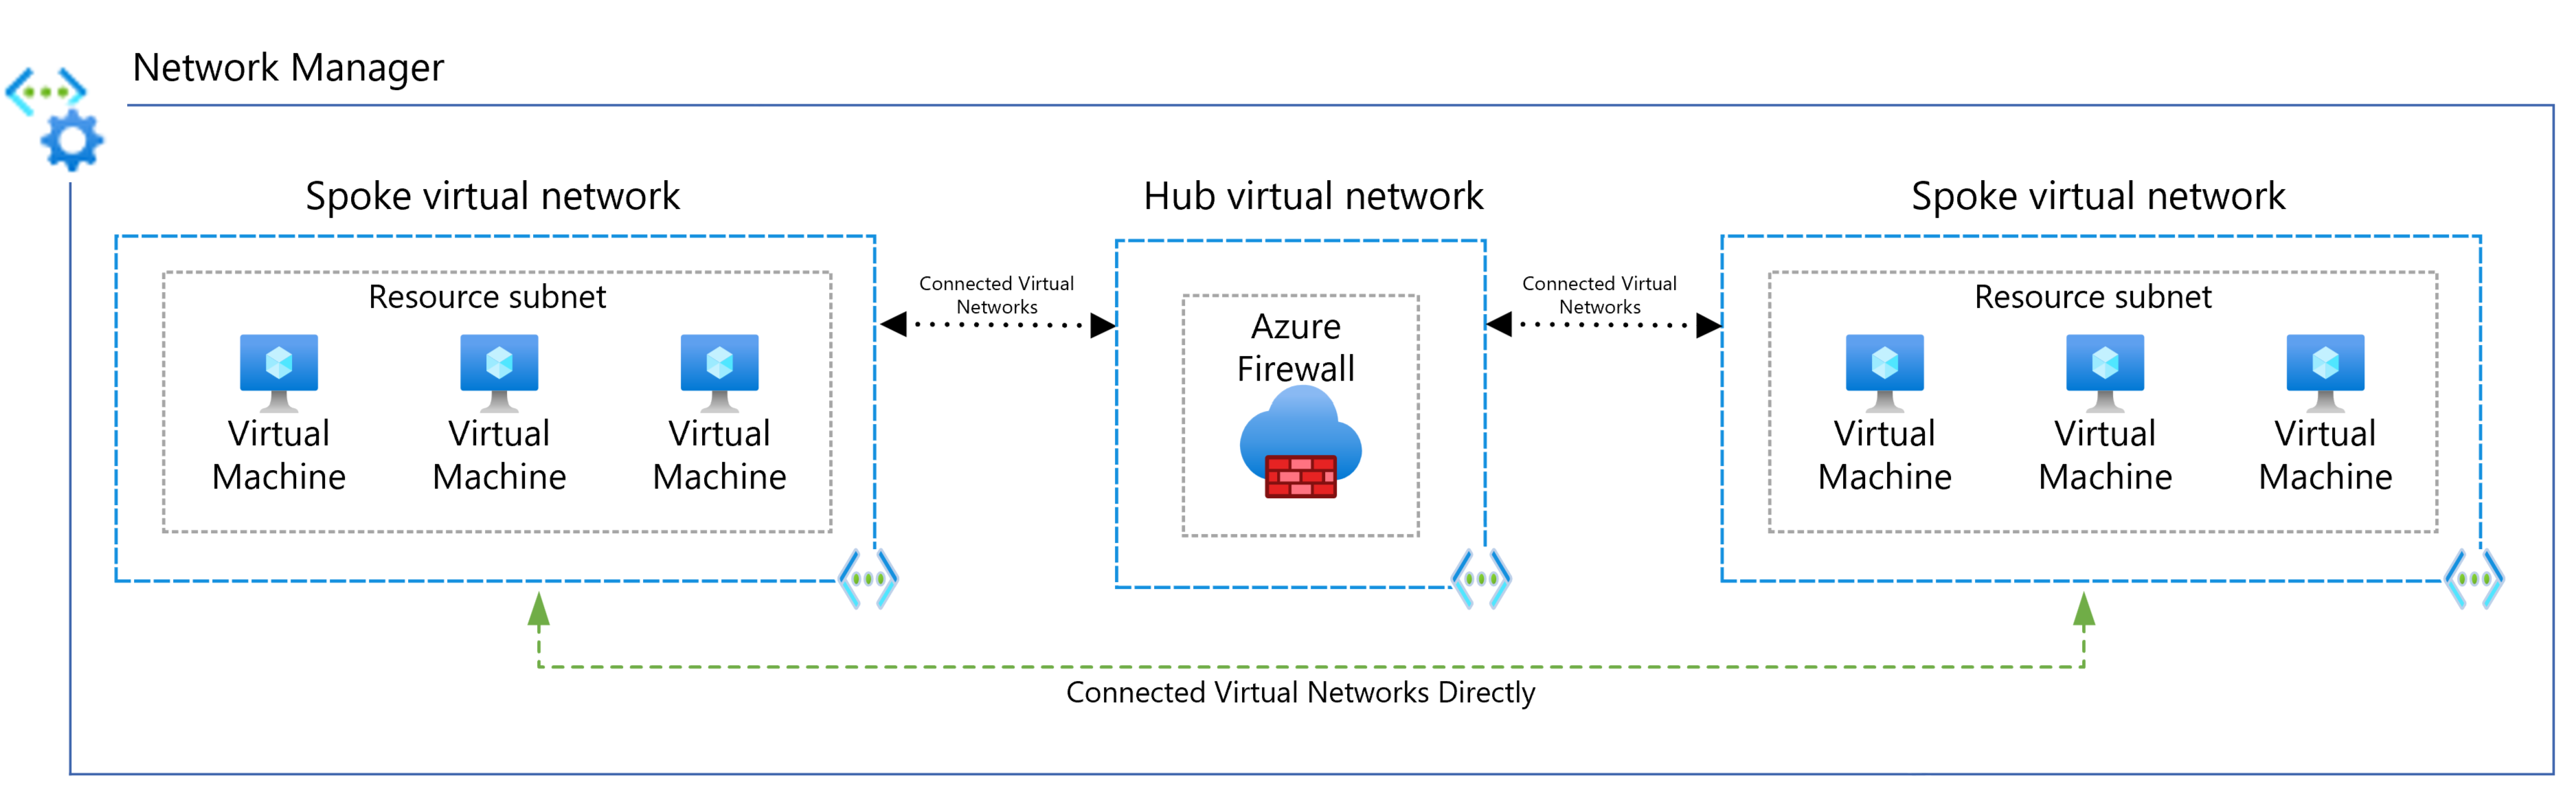 Network Manager
Spoke virtual network
Hub virtual network
Spoke virtual network
Resource subnet
Virtual
Machine
Virtual
Machine
Virtual
Machine
Connected Virtual
Networks
Azure
Firewall
Connected Virtual
Networks
Resource subnet
Virtual
Machine
Virtual
Machine
Virtual
Machine
Connected Virtual Networks Directly